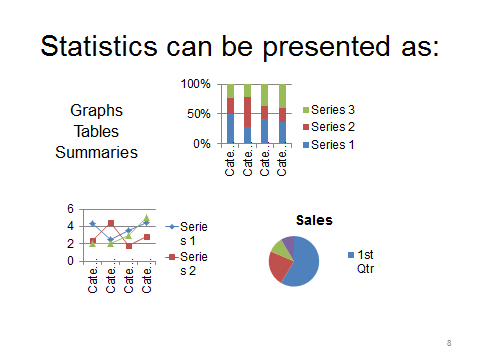 Statistics can be presented as:
Graphs
Tables
Summaries
100%
50%
0%
Cate..
Cate..
Cate..
Cate..
Series 3
Series 2
Series 1
6
4
2
0
Cate..
Cate..
Cate..
Cate..
Serie
s 1
Serie
s 2
Sales
1st
Qtr
8